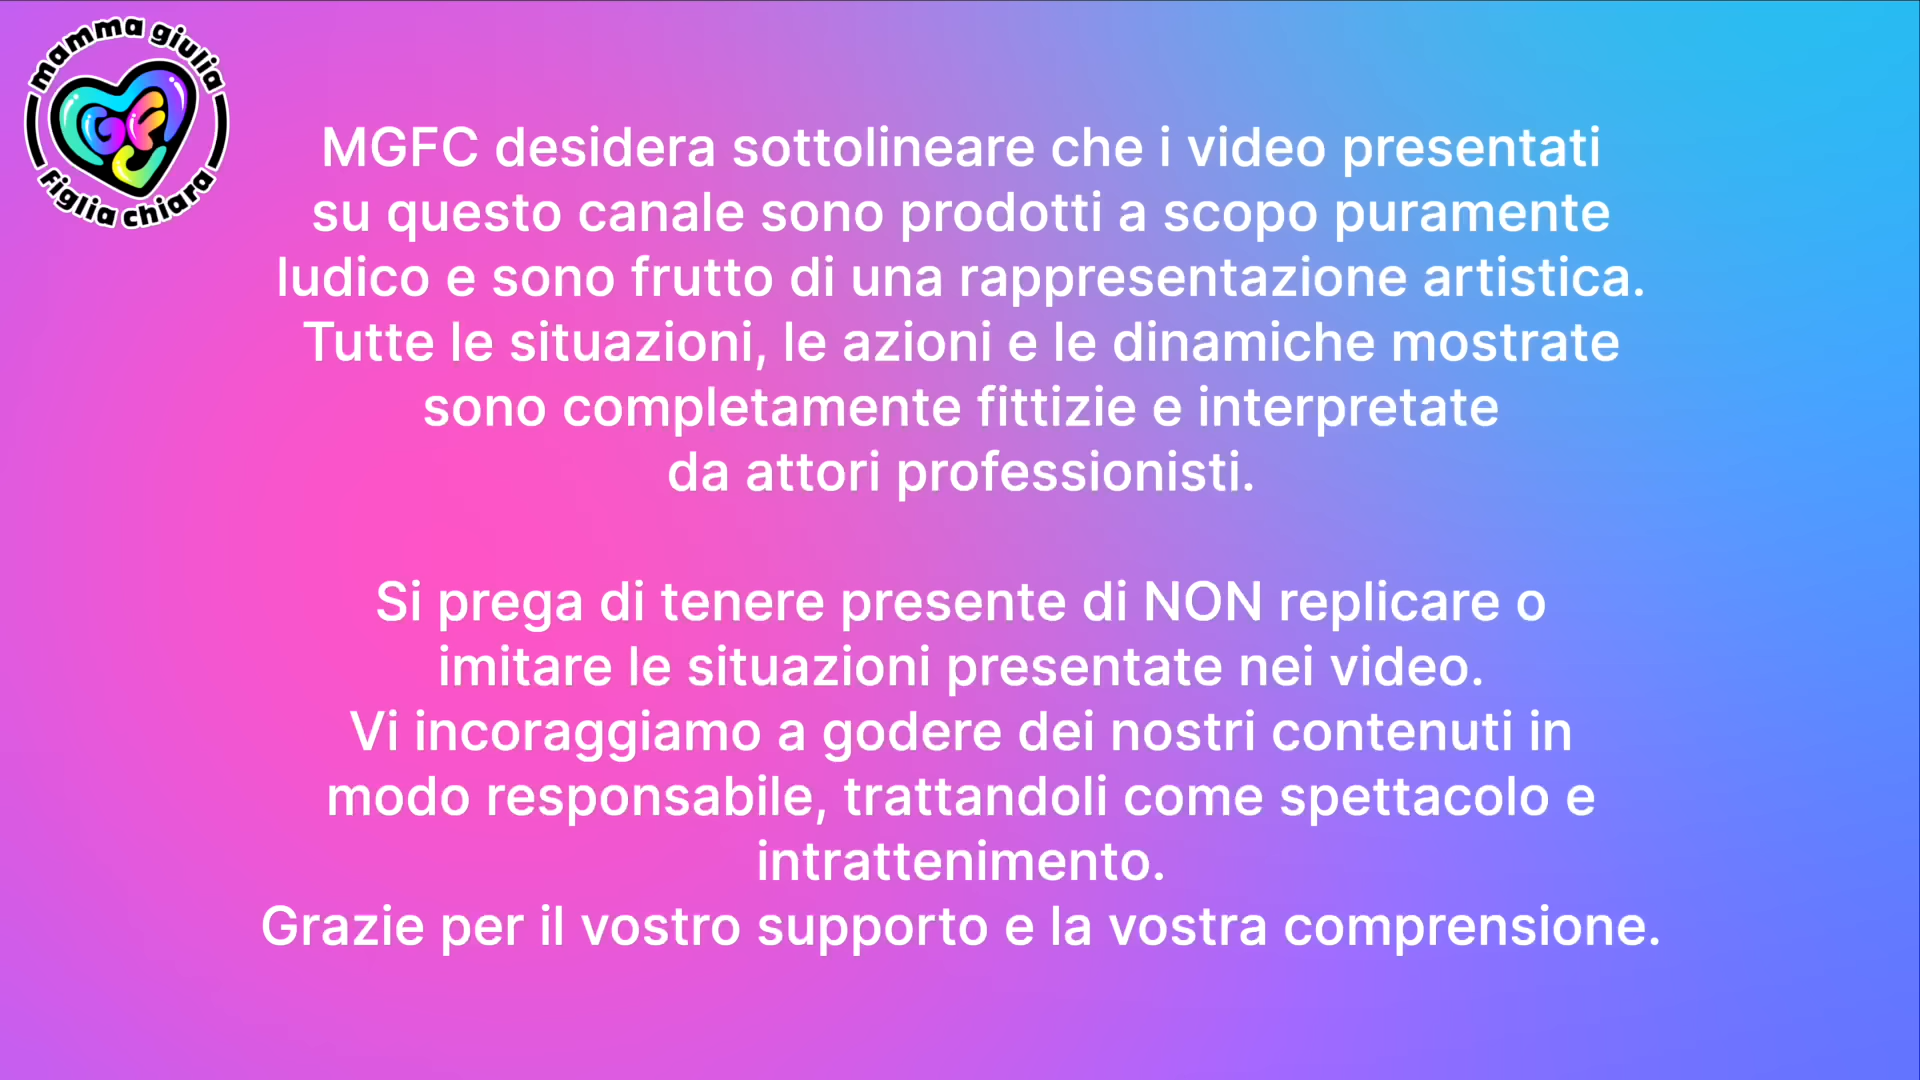 mamma giulia
GF
C
figlia chiara
MGFC desidera sottolineare che i video presentati
su questo canale sono prodotti a scopo puramente
ludico e sono frutto di una rappresentazione artistica.
Tutte le situazioni, le azioni e le dinamiche mostrate
sono completamente fittizie e interpretate
da attori professionisti.
Si prega di tenere presente di NON replicare o
imitare le situazioni presentate nei video.
Vi incoraggiamo a godere dei nostri contenuti in
modo responsabile, trattandoli come spettacolo e
intrattenimento.
Grazie per il vostro supporto e la vostra comprensione.